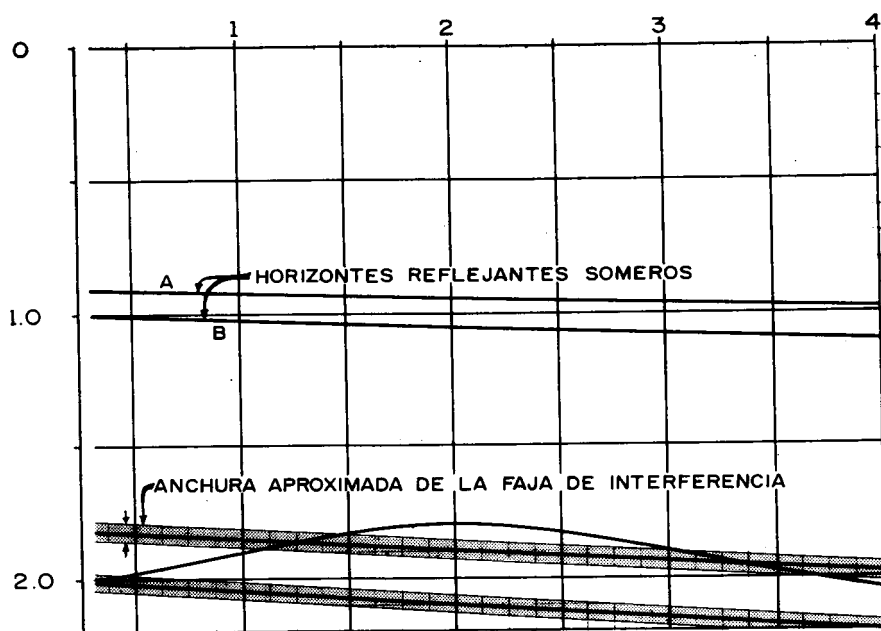 1 2 3 4
0
A HORIZONTES REFLEJANTES SOMEROS
1.0
B
ANCHURA APROXIMADA DE LA FAJA DE INTERFERENCIA
2.0